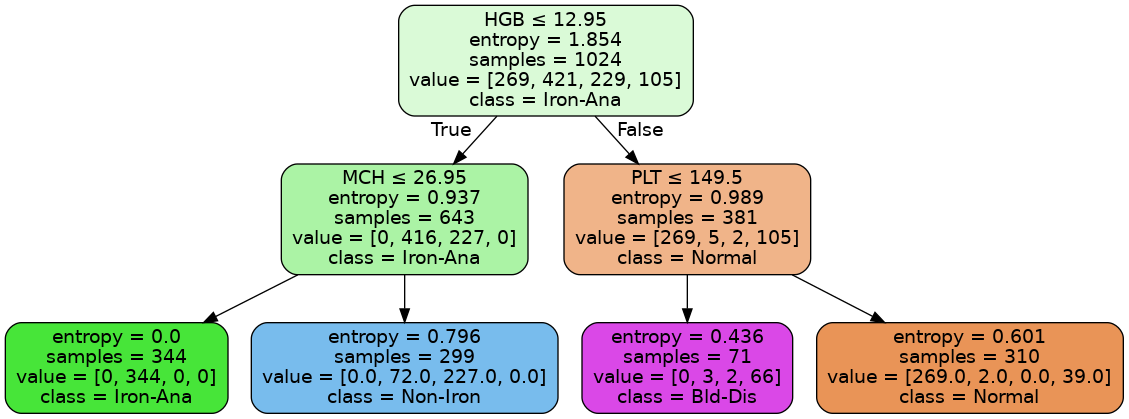 HGB ≤ 12.95
entropy = 1.854
samples = 1024
value = [269, 421, 229, 105]
class = Iron-Ana
True
False
MCH ≤ 26.95
entropy = 0.937
samples = 643
value = [0, 416, 227, 0]
class = Iron-Ana
PLT ≤ 149.5
entropy = 0.989
samples = 381
value = [269, 5, 2, 105]
class = Normal
entropy = 0.0
samples = 344
value = [0, 344, 0, 0]
class = Iron-Ana
entropy = 0.796
samples = 299
value = [0.0, 72.0, 227.0, 0.0]
class = Non-Iron
entropy = 0.436
samples = 71
value = [0, 3, 2, 66]
class = Bld-Dis
entropy = 0.601
samples = 310
value = [269.0, 2.0, 0.0, 39.0]
class = Normal